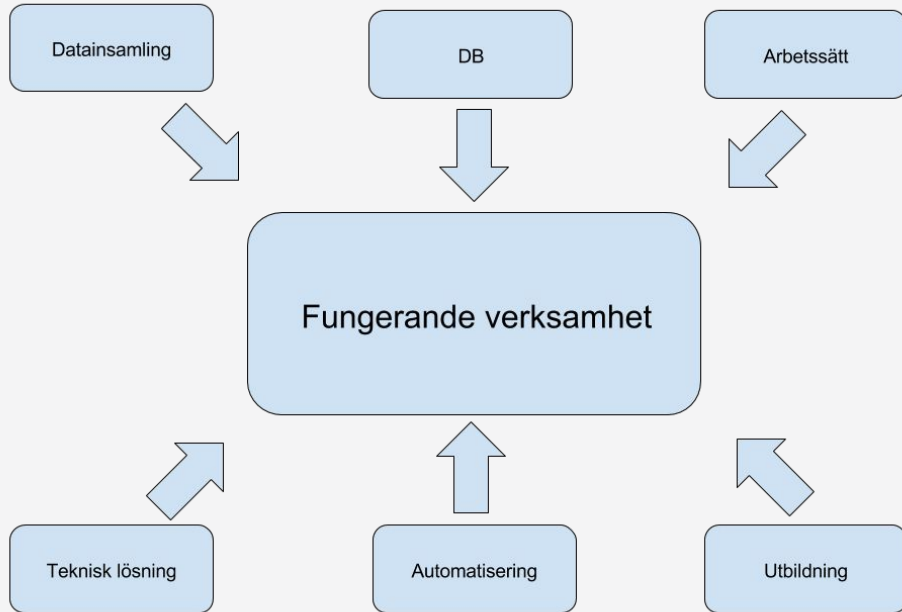 Datainsamling
DB
Arbetssätt
Fungerande verksamhet
Teknisk lösning
Automatisering
Utbildning